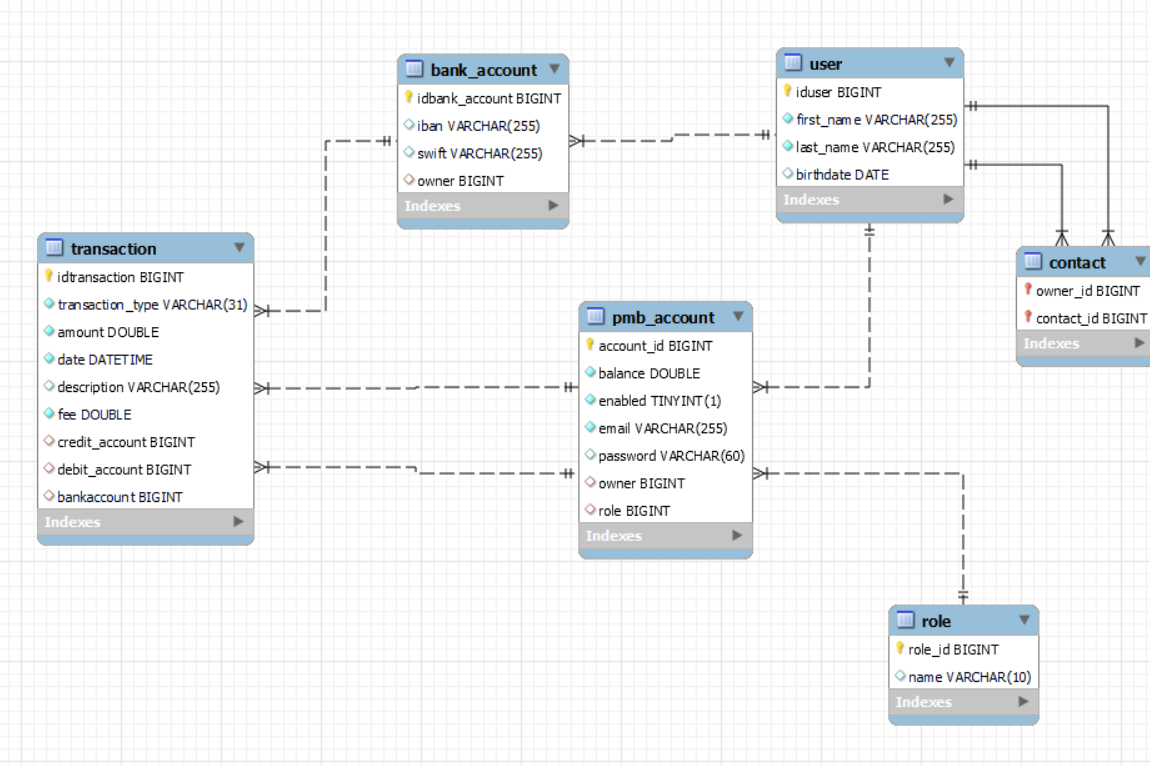 bank_account
idbank_account BIGINT
iban VARCHAR(255)
swift VARCHAR(255)
owner BIGINT
Indexes
user
iduser BIGINT
first_name VARCHAR(255)
last_name VARCHAR(255)
birthdate DATE
Indexes
transaction
idtransaction BIGINT
transaction_type VARCHAR(31)
amount DOUBLE
date DATETIME
description VARCHAR(255)
fee DOUBLE
credit_account BIGINT
debit_account BIGINT
bankaccount BIGINT
Indexes
contact
owner_id BIGINT
contact_id BIGINT
Indexes
pmb_account
account_id BIGINT
balance DOUBLE
enabled TINYINT(1)
email VARCHAR(255)
password VARCHAR(60)
owner BIGINT
role BIGINT
Indexes
role
role_id BIGINT
name VARCHAR(10)
Indexes